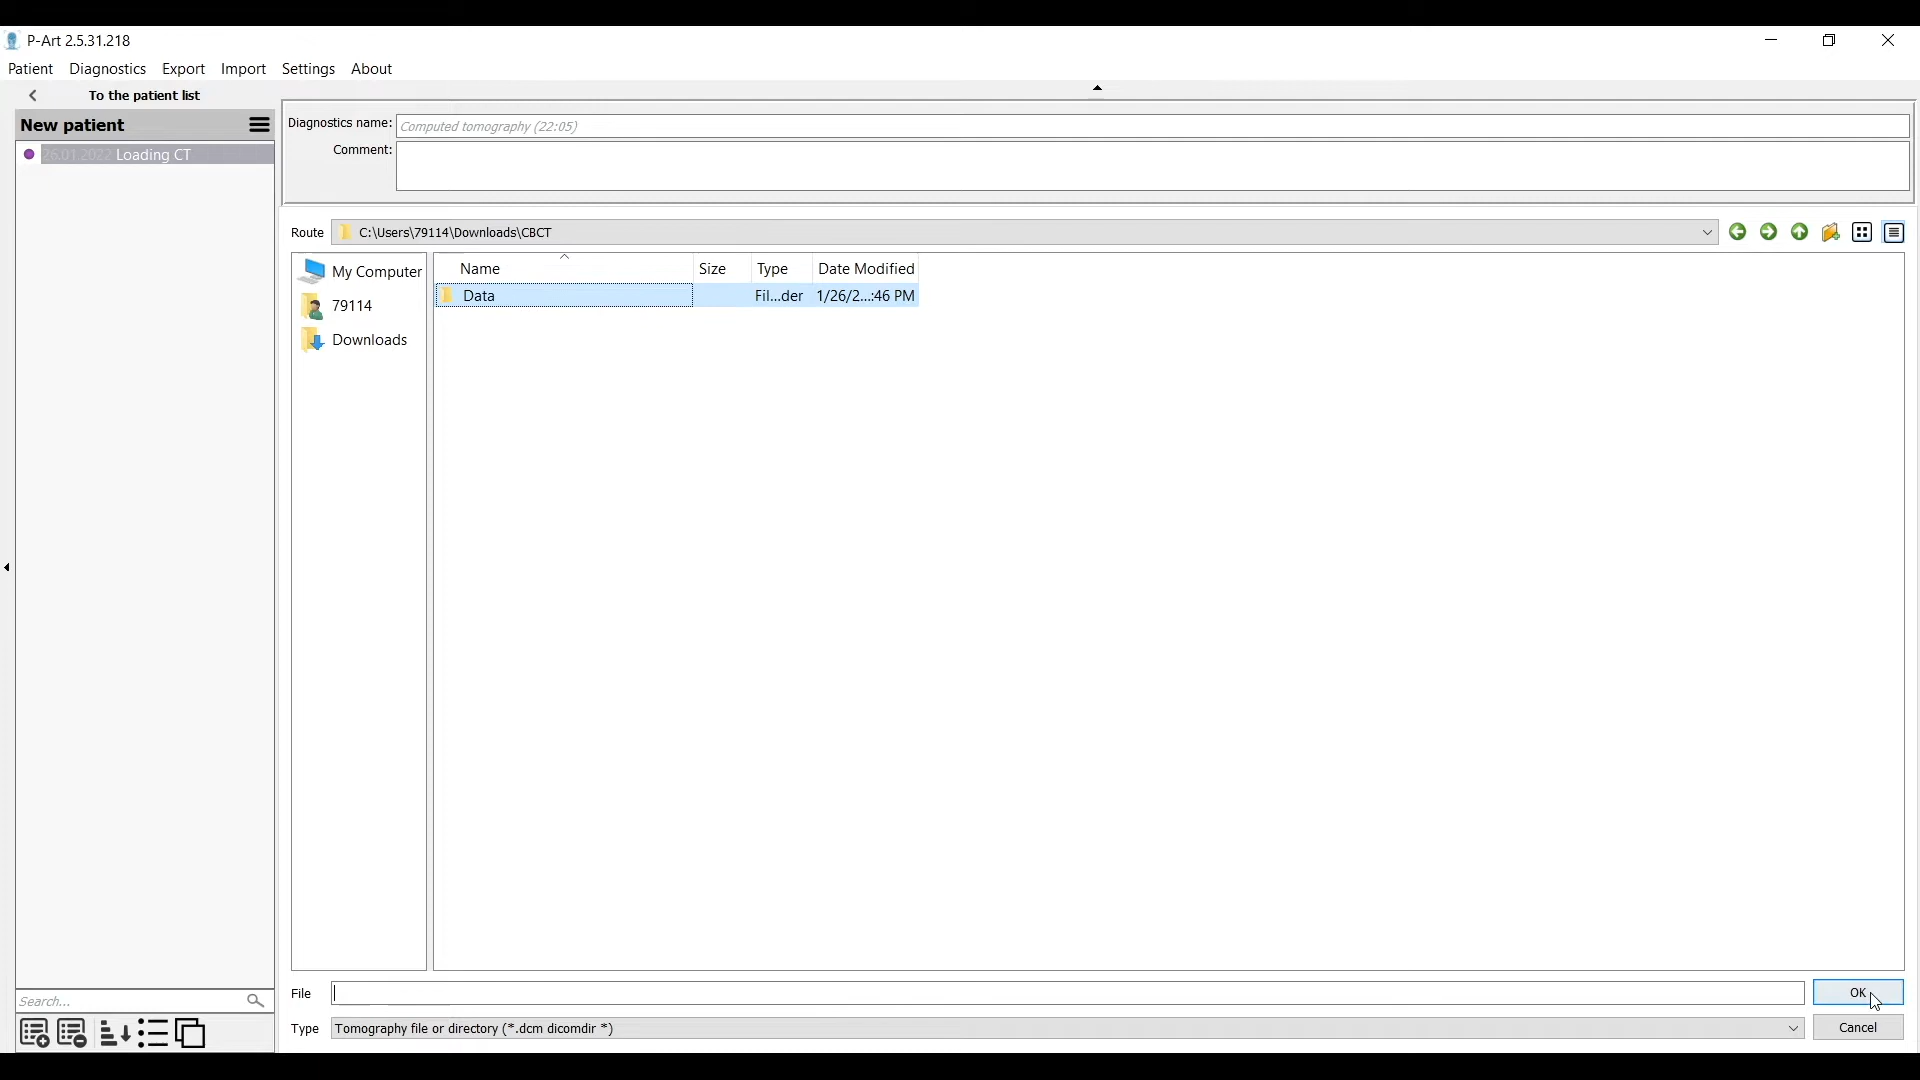 P-Art 2.5.31.218
Patient Diagnostics Export Import Settings About
To the patient list
New patient
26.01.2022 Loading CT
Diagnostics name: Computed tomography (22:05)
Comment:
Route C:\Users\79114\Downloads\CBCT
My Computer
79114
Downloads
Name Size Type Date Modified
Data Fil...der 1/26/2...:46 PM
File OK
Search...
Type Tomography file or directory (*.dcm dicomdir *) Cancel